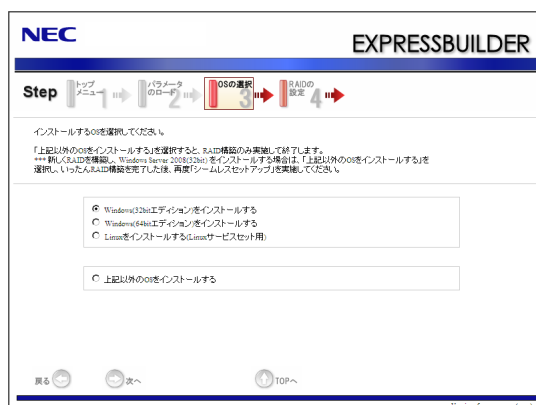 NEC
EXPRESSBUILDER
Step
トップ
メニュー 1
パラメータ
のロード 2
OSの選択
3
RAIDの
設定 4
インストールするOSを選択してください。
「上記以外のOSをインストールする」を選択すると、RAID構築のみ実施して終了します。
*** 新しくRAIDを構築し、Windows Server 2008(32bit)をインストールする場合は、「上記以外のOSをインストールする」を
選択し、いったんRAID構築を完了した後、再度「シームレスセットアップ」を実施してください。
Windows(32bitエディション)をインストールする
Windows(64bitエディション)をインストールする
Linuxをインストールする(Linuxサービスセット用)
上記以外のOSをインストールする
戻る
次へ
TOPへ